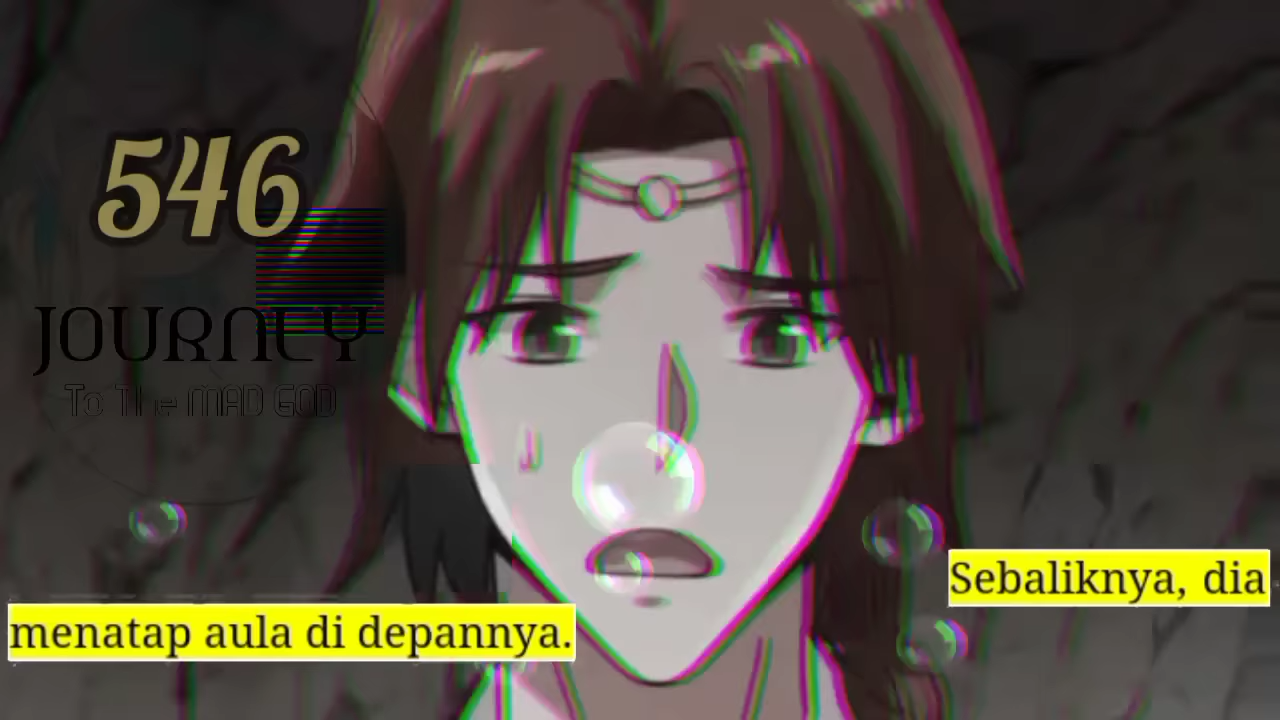 546
JOURNEY
To The MAD GOD
Sebaliknya, dia
menatap aula di depannya.